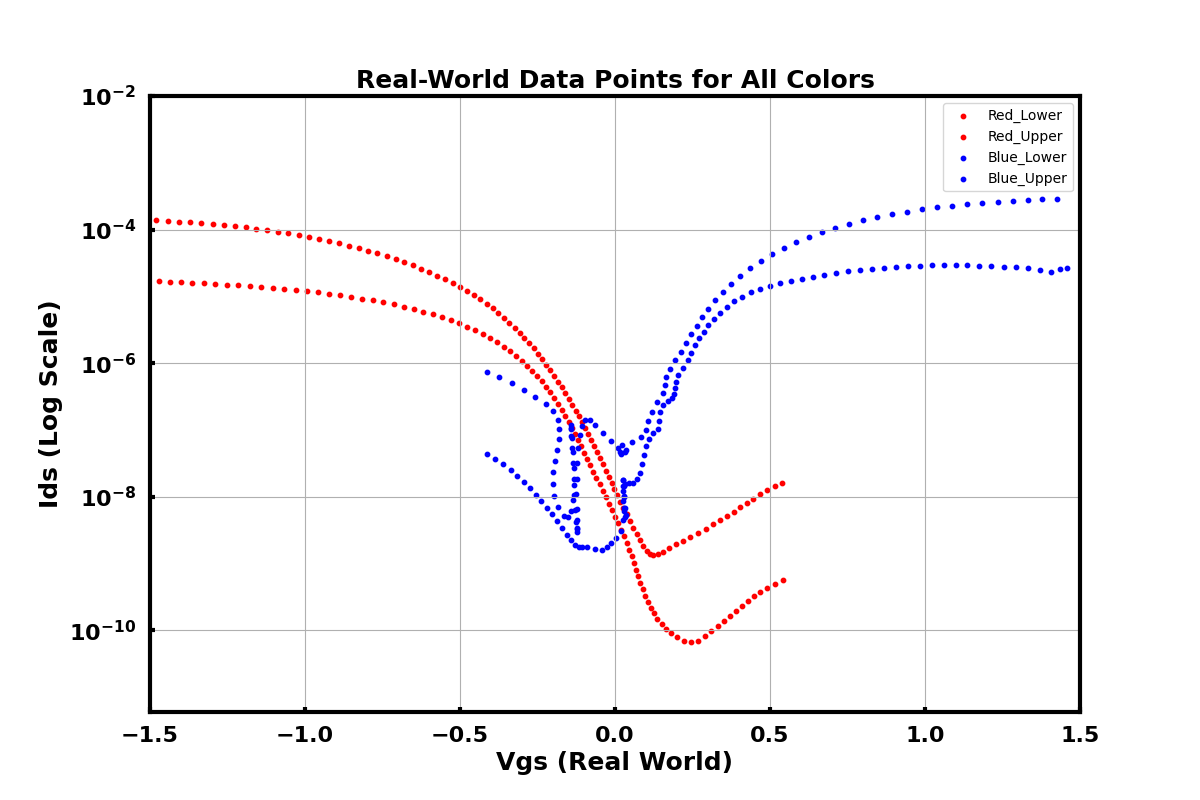 Real-World Data Points for All Colors
10⁻²
10⁻⁴
10⁻⁶
10⁻⁸
10⁻¹⁰
Ids (Log Scale)
Red_Lower
Red_Upper
Blue_Lower
Blue_Upper
−1.5 −1.0 −0.5 0.0 0.5 1.0 1.5
Vgs (Real World)